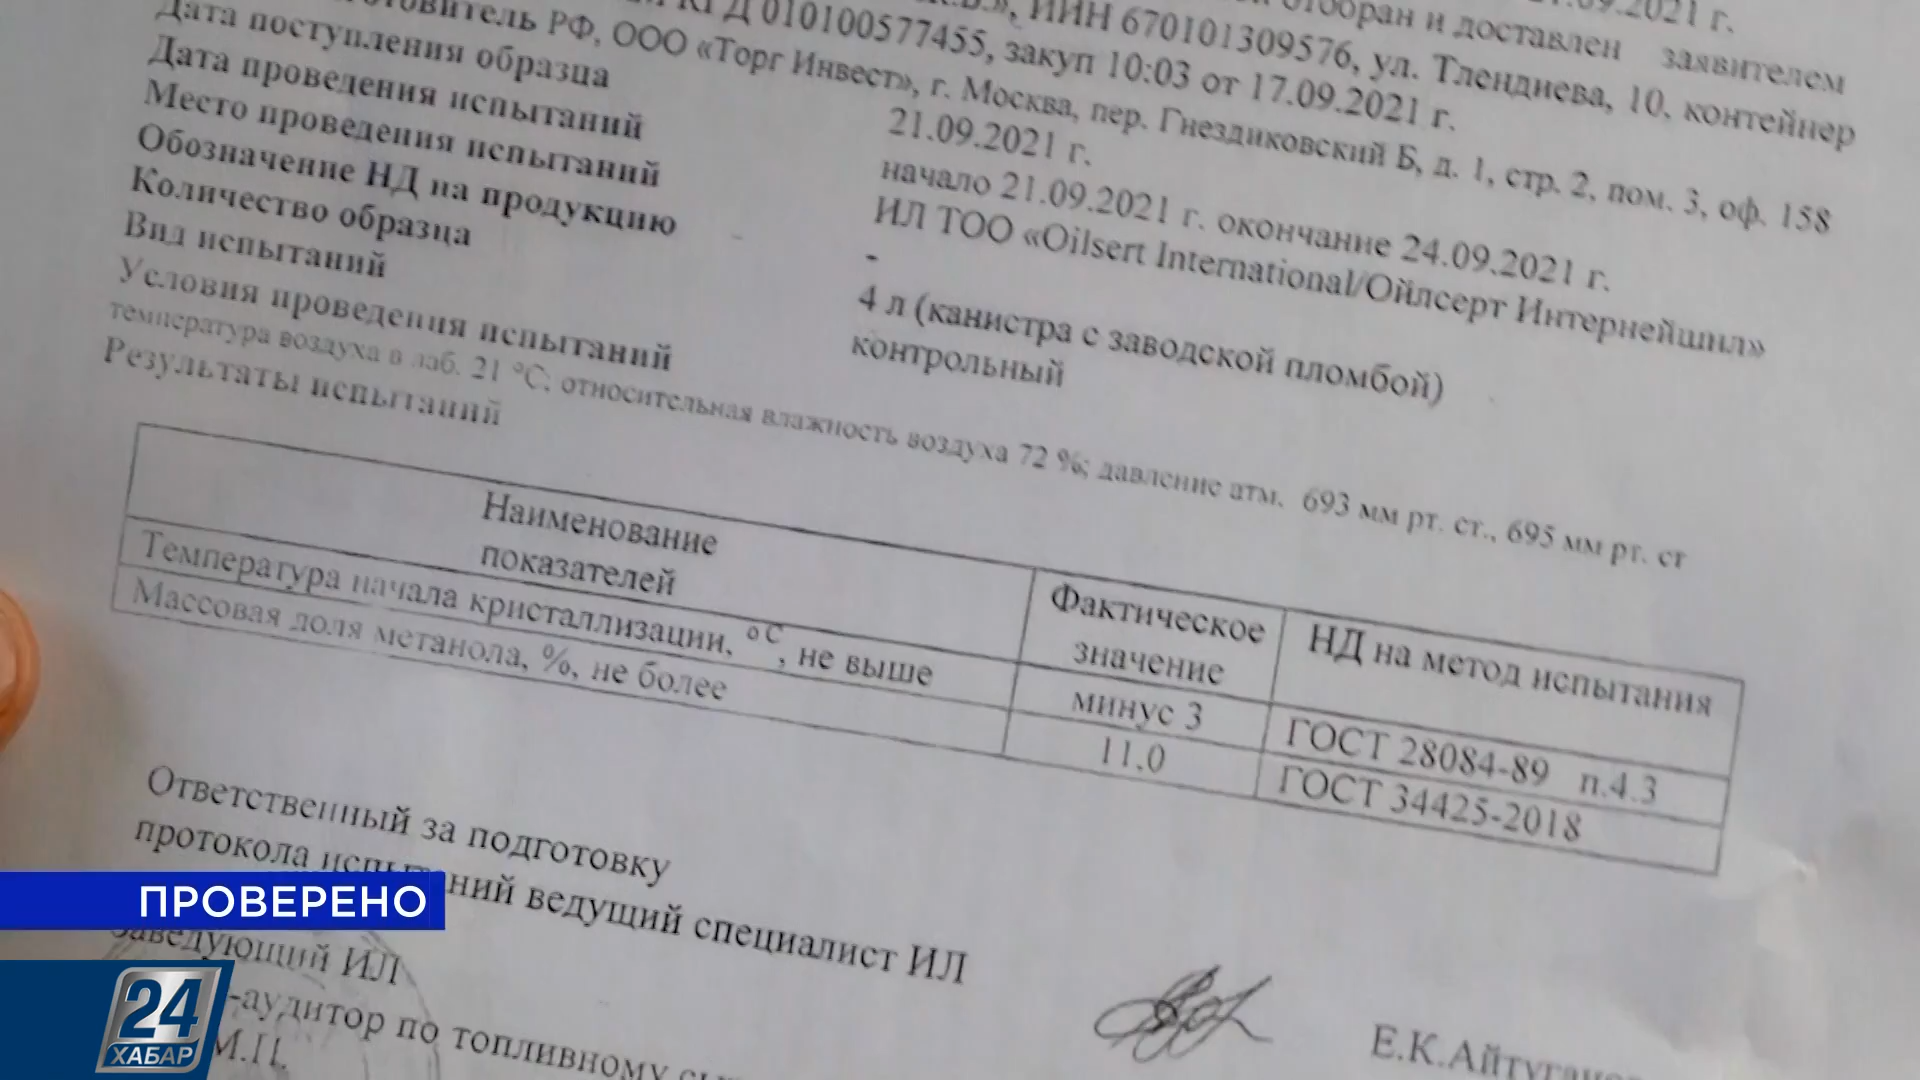 09.2021 г.
отобран и доставлен заявителем
КГД 010100577455, ИИН 670101309576, ул. Тлендиева, 10, контейнер
закуп 10:03 от 17.09.2021 г.
РФ, ООО «Торг Инвест», г. Москва, пер. Гнездиковский Б, д. 1, стр. 2, пом. 3, оф. 158
Дата поступления образца 21.09.2021 г.
Дата проведения испытаний начало 21.09.2021 г. окончание 24.09.2021 г.
Место проведения испытаний ИЛ ТОО «Oilsert International/Ойлсерт Интернейшнл»
Обозначение НД на продукцию -
Количество образца 4 л (канистра с заводской пломбой)
Вид испытаний контрольный
Условия проведения испытаний
температура воздуха в лаб. 21 °С; относительная влажность воздуха 72 %; давление атм. 693 мм рт. ст., 695 мм рт. ст
Результаты испытаний
Наименование показателей
Фактическое значение
НД на метод испытания
Температура начала кристаллизации, °С, не выше минус 3 ГОСТ 28084-89 п.4.3
Массовая доля метанола, %, не более 11.0 ГОСТ 34425-2018
Ответственный за подготовку
протокола испытаний ведущий специалист ИЛ
Заведующий ИЛ
-аудитор по топливному
М.П.
Е.К.Айтуган
ПРОВЕРЕНО
24
ХАБАР